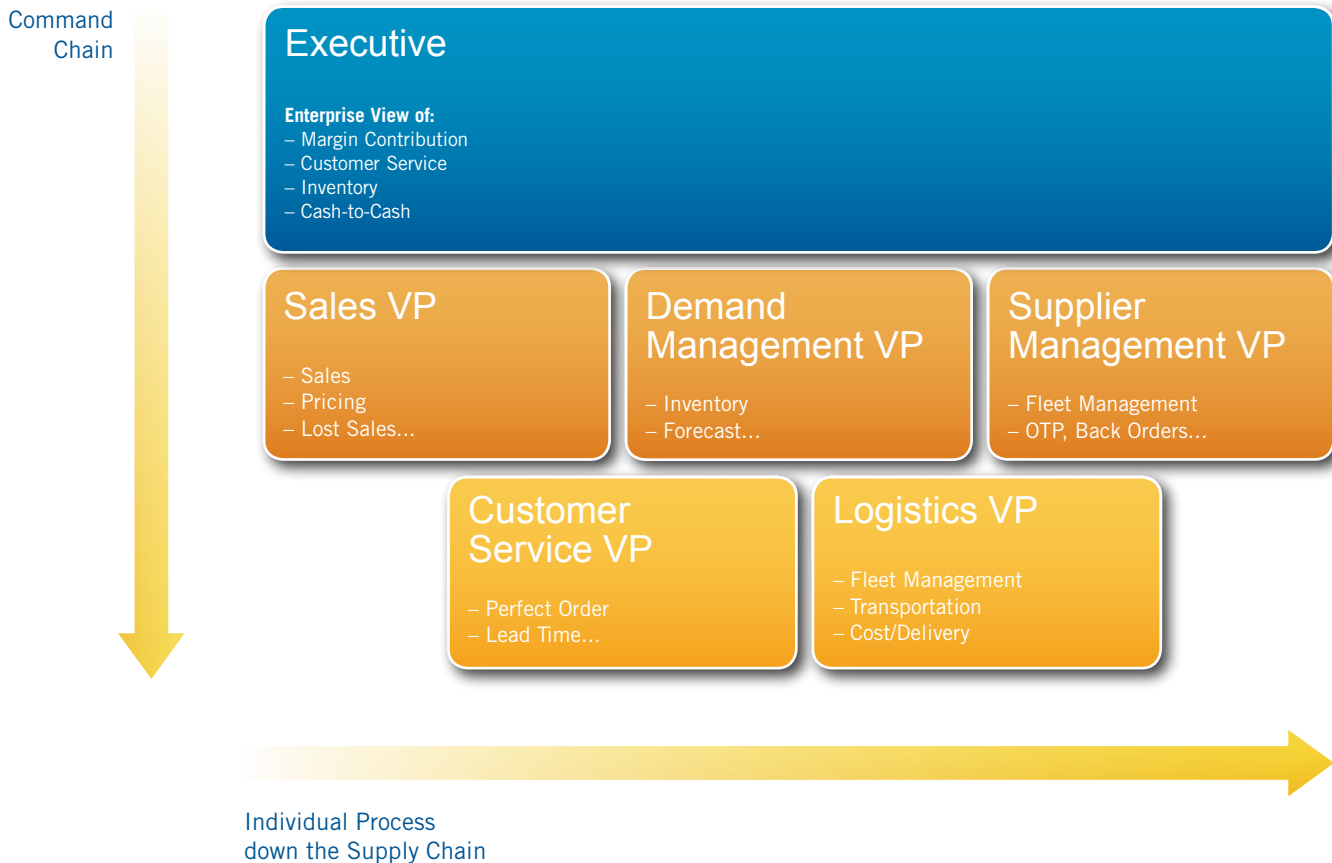 Command
Chain
Executive
Enterprise View of:
– Margin Contribution
– Customer Service
– Inventory
– Cash-to-Cash
Sales VP
– Sales
– Pricing
– Lost Sales...
Demand
Management VP
– Inventory
– Forecast...
Supplier
Management VP
– Fleet Management
– OTP, Back Orders...
Customer
Service VP
– Perfect Order
– Lead Time...
Logistics VP
– Fleet Management
– Transportation
– Cost/Delivery
Individual Process
down the Supply Chain